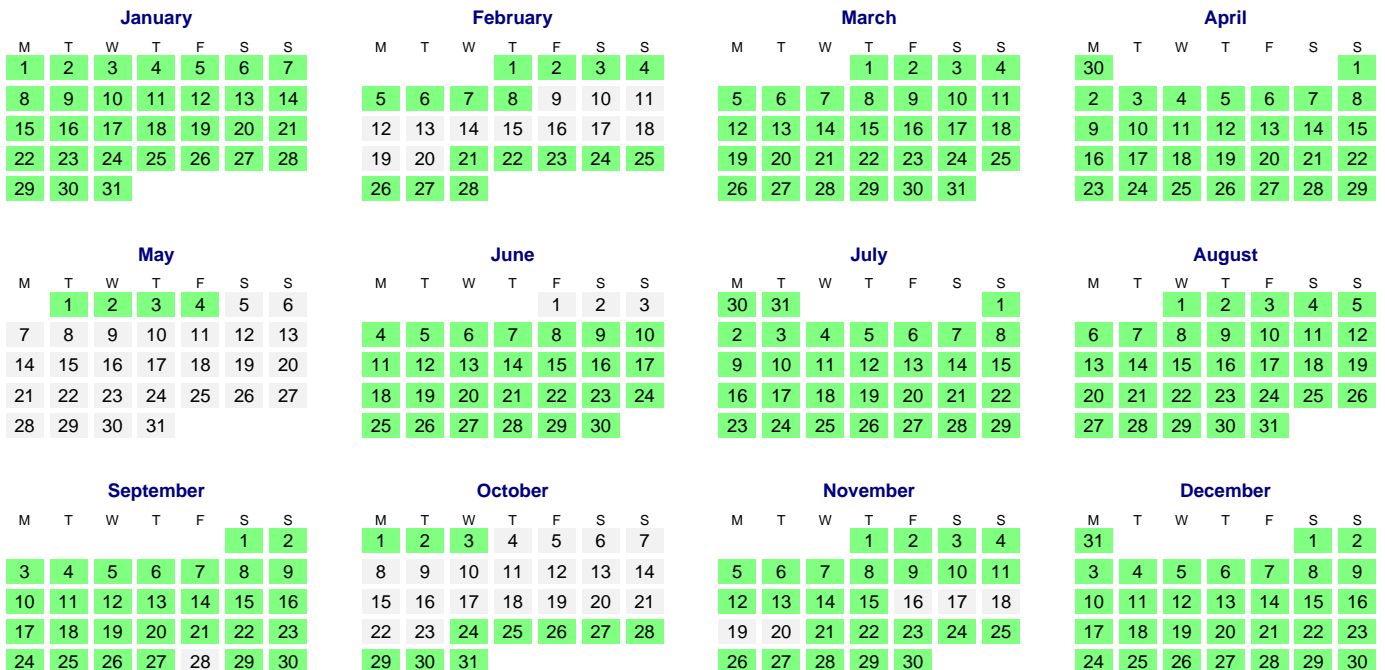 January February March April
M T W T F S S M T W T F S S M T W T F S S M T W T F S S
1 2 3 4 5 6 7 1 2 3 4 1 2 3 4 30 1
8 9 10 11 12 13 14 5 6 7 8 9 10 11 5 6 7 8 9 10 11 2 3 4 5 6 7 8
15 16 17 18 19 20 21 12 13 14 15 16 17 18 12 13 14 15 16 17 18 9 10 11 12 13 14 15
22 23 24 25 26 27 28 19 20 21 22 23 24 25 19 20 21 22 23 24 25 16 17 18 19 20 21 22
29 30 31 26 27 28 26 27 28 29 30 31 23 24 25 26 27 28 29
May June July August
M T W T F S S M T W T F S S M T W T F S S M T W T F S S
1 2 3 4 5 6 1 2 3 30 31 1 1 2 3 4 5
7 8 9 10 11 12 13 4 5 6 7 8 9 10 2 3 4 5 6 7 8 6 7 8 9 10 11 12
14 15 16 17 18 19 20 11 12 13 14 15 16 17 9 10 11 12 13 14 15 13 14 15 16 17 18 19
21 22 23 24 25 26 27 18 19 20 21 22 23 24 16 17 18 19 20 21 22 20 21 22 23 24 25 26
28 29 30 31 25 26 27 28 29 30 23 24 25 26 27 28 29 27 28 29 30 31
September October November December
M T W T F S S M T W T F S S M T W T F S S M T W T F S S
1 2 1 2 3 4 5 6 7 1 2 3 4 31 1 2
3 4 5 6 7 8 9 8 9 10 11 12 13 14 5 6 7 8 9 10 11 3 4 5 6 7 8 9
10 11 12 13 14 15 16 15 16 17 18 19 20 21 12 13 14 15 16 17 18 10 11 12 13 14 15 16
17 18 19 20 21 22 23 22 23 24 25 26 27 28 19 20 21 22 23 24 25 17 18 19 20 21 22 23
24 25 26 27 28 29 30 29 30 31 26 27 28 29 30 24 25 26 27 28 29 30